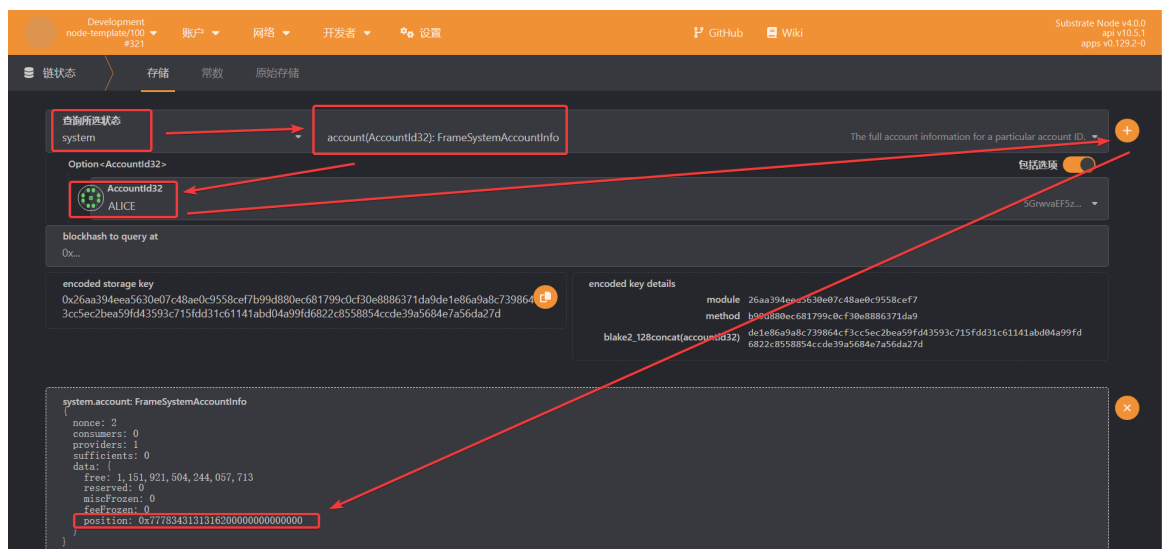 Development
node-template/100
#321
账户
网络
开发者
设置
GitHub
Wiki
Substrate Node v4.0.0
api v10.5.1
apps v0.129.2-0
链状态
存储
常数
原始存储
查询所选状态
system
account(AccountId32): FrameSystemAccountInfo
The full account information for a particular account ID.
Option<AccountId32>
包括选项
AccountId32
ALICE
5GrwvaEF5z...
blockhash to query at
0x...
encoded storage key
0x26aa394eea5630e07c48ae0c9558cef7b99d880ec681799c0cf30e8886371da9de1e86a9a8c739864
3cc5ec2bea59fd43593c715fdd31c61141abd04a99fd6822c8558854ccde39a5684e7a56da27d
encoded key details
module 26aa394eea5630e07c48ae0c9558cef7
method b99d880ec681799c0cf30e8886371da9
blake2_128concat(accountId32) de1e86a9a8c739864cf3cc5ec2bea59fd43593c715fdd31c61141abd04a99fd
6822c8558854ccde39a5684e7a56da27d
system.account: FrameSystemAccountInfo
{
nonce: 2
consumers: 0
providers: 1
sufficients: 0
data: {
free: 1,151,921,504,244,057,713
reserved: 0
miscFrozen: 0
feeFrozen: 0
position: 0x77783431313162000000000000000
}
}